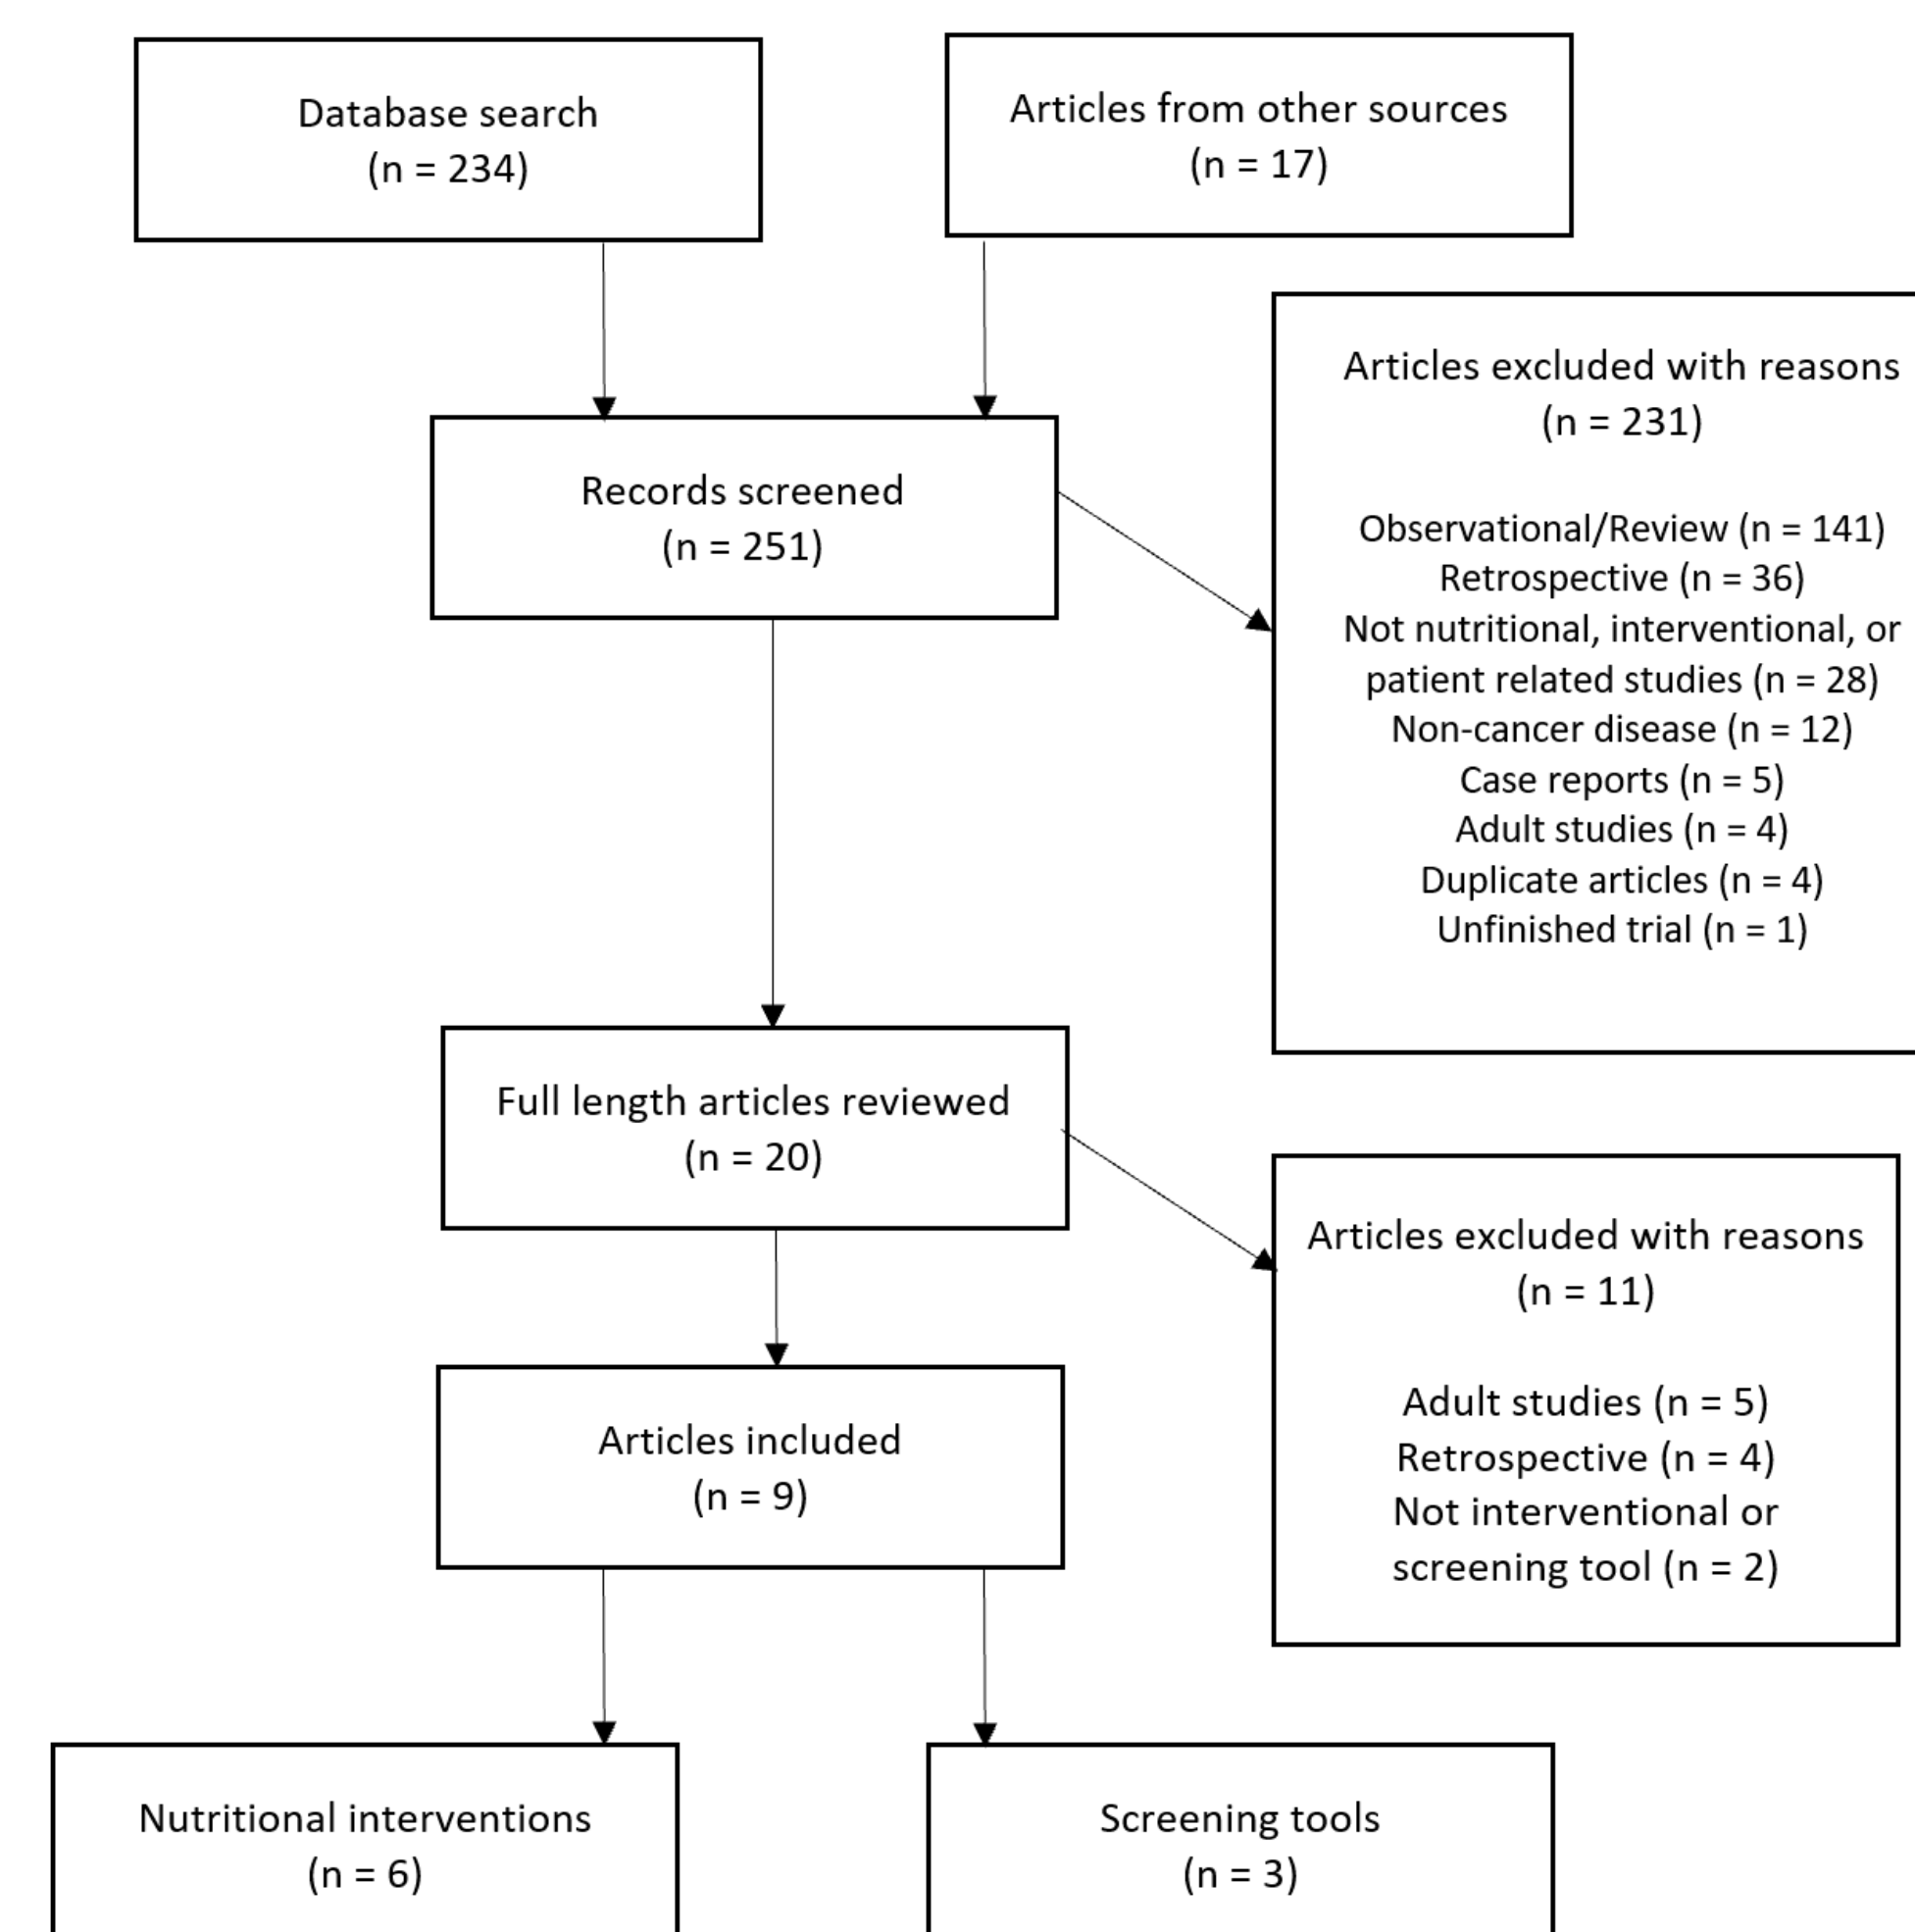 Database search
(n = 234)
Articles from other sources
(n = 17)
Records screened
(n = 251)
Articles excluded with reasons
(n = 231)
Observational/Review (n = 141)
Retrospective (n = 36)
Not nutritional, interventional, or
patient related studies (n = 28)
Non-cancer disease (n = 12)
Case reports (n = 5)
Adult studies (n = 4)
Duplicate articles (n = 4)
Unfinished trial (n = 1)
Full length articles reviewed
(n = 20)
Articles excluded with reasons
(n = 11)
Adult studies (n = 5)
Retrospective (n = 4)
Not interventional or
screening tool (n = 2)
Articles included
(n = 9)
Nutritional interventions
(n = 6)
Screening tools
(n = 3)